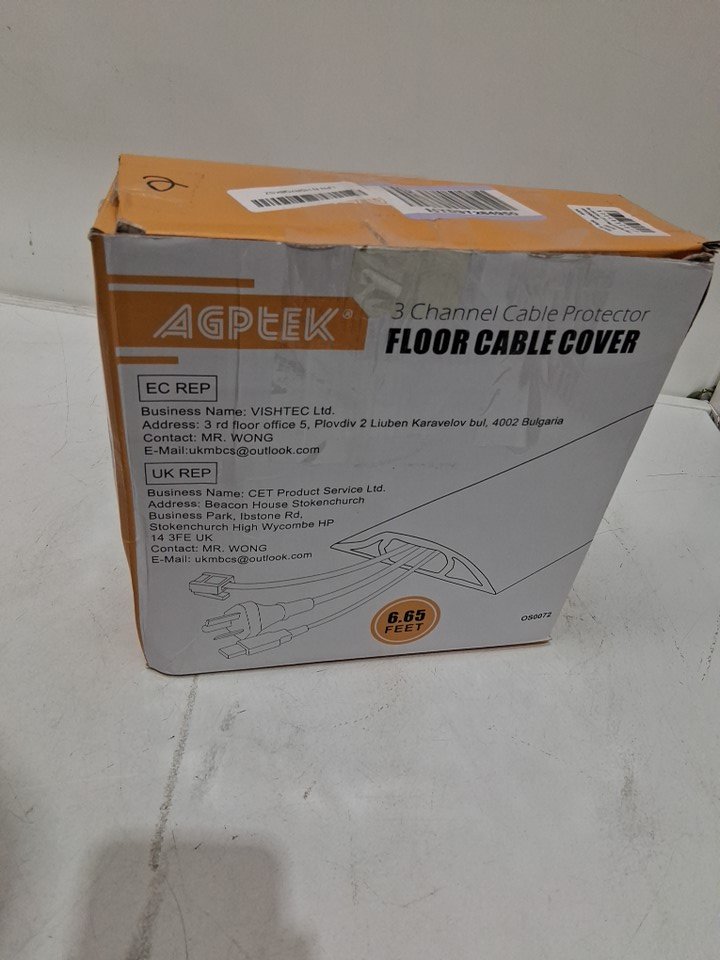 AGPtEK®
3 Channel Cable Protector
FLOOR CABLE COVER
EC REP
Business Name: VISHTEC Ltd.
Address: 3 rd floor office 5, Plovdiv 2 Liuben Karavelov bul, 4002 Bulgaria
Contact: MR. WONG
E-Mail:ukmbcs@outlook.com
UK REP
Business Name: CET Product Service Ltd.
Address: Beacon House Stokenchurch
Business Park, Ibstone Rd,
Stokenchurch High Wycombe HP
14 3FE UK
Contact: MR. WONG
E-Mail: ukmbcs@outlook.com
6.65
FEET
OS0072